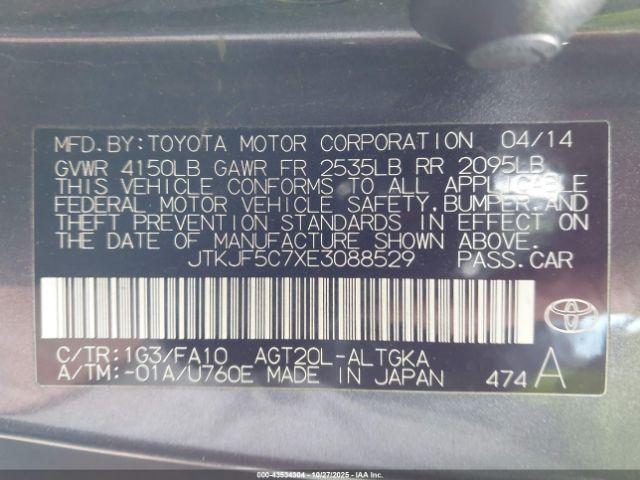 MFD.BY:TOYOTA MOTOR CORPORATION 04/14
GVWR 4150LB GAWR FR 2535LB RR 2095LB
THIS VEHICLE CONFORMS TO ALL APPLICABLE
FEDERAL MOTOR VEHICLE SAFETY,BUMPER,AND
THEFT PREVENTION STANDARDS IN EFFECT ON
THE DATE OF MANUFACTURE SHOWN ABOVE.
JTKJF5C7XE3088529 PASS.CAR
C/TR:1G3/FA10 AGT20L-ALTGKA
A/TM:-01A/U760E MADE IN JAPAN 474 A
<00-43534304 | 10/27/2025 - IAA Inc.>